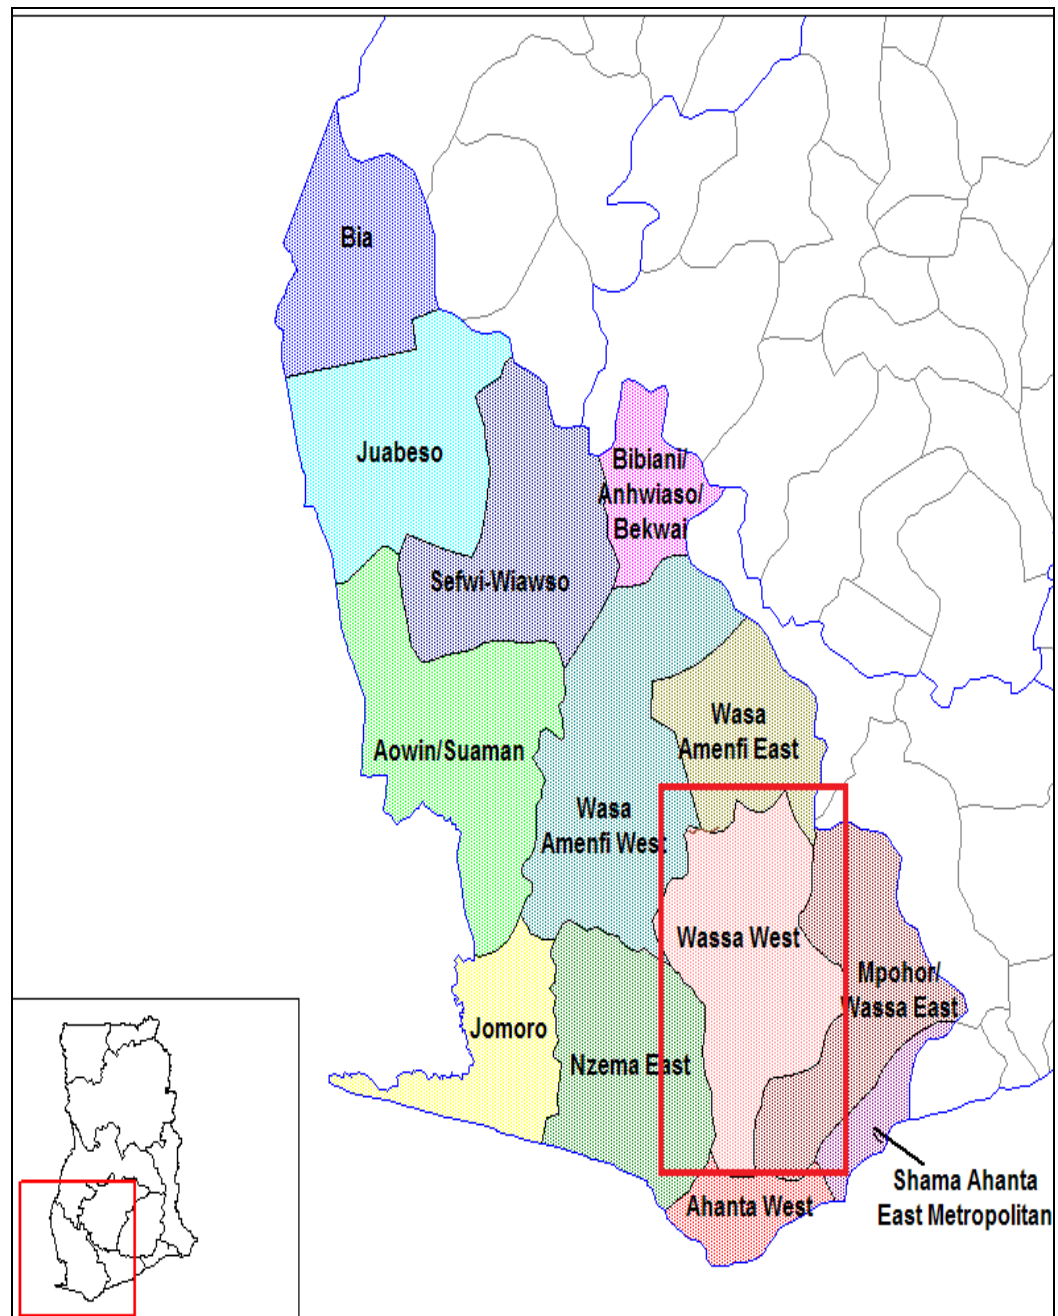 Bia
Juabeso
Bibiani/
Anhwiaso/
Bekwai
Sefwi-Wiawso
Wasa
Amenfi East
Aowin/Suaman
Wasa
Amenfi West
Wassa West
Mpohor/
Wassa East
Jomoro
Nzema East
Shama Ahanta
East Metropolitan
Ahanta West